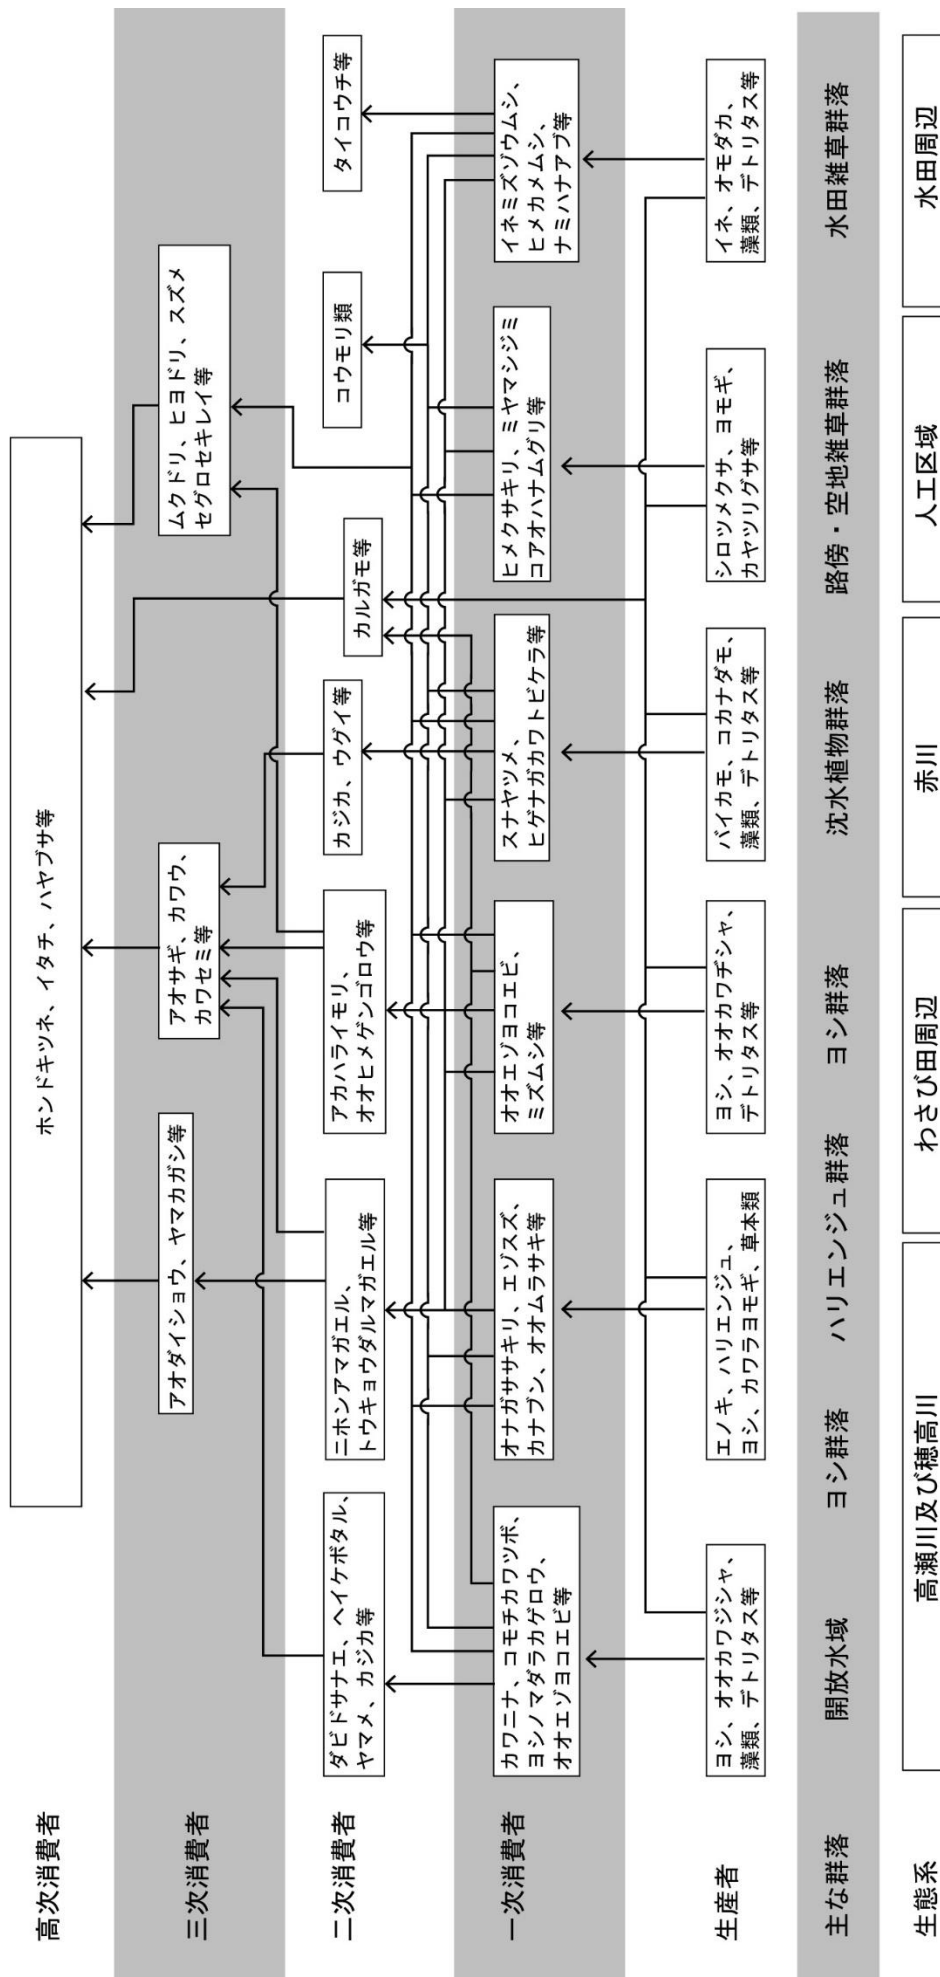 高次消費者
ホンドキツネ、イタチ、ハヤブサ等
三次消費者
アオダイショウ、ヤマカガシ等
アオサギ、カワウ、
カワセミ等
ムクドリ、ヒヨドリ、スズメ
セグロセキレイ等
二次消費者
ダビドサナエ、ヘイケボタル、
ヤマメ、カジカ等
ニホンアマガエル、
トウキョウダルマガエル等
アカハライモリ、
オオヒメゲンゴロウ等
カジカ、ウグイ等
カルガモ等
コウモリ類
タイコウチ等
一次消費者
カワニナ、コモチカワツボ、
ヨシノマダラカゲロウ、
オオエゾヨコエビ等
オナガササキリ、エゾスズ、
カナブン、オオムラサキ等
オオエゾヨコエビ、
ミズムシ等
スナヤツメ、
ヒゲナガカワトビケラ等
ヒメクサキリ、ミヤマシジミ
コアオハナムグリ等
イネミズゾウムシ、
ヒメカメムシ、
ナミハナアブ等
生産者
ヨシ、オオカワジシャ、
藻類、デトリタス等
エノキ、ハリエンジュ、
ヨシ、カワラヨモギ、草本類
ヨシ、オオカワヂシャ、
デトリタス等
バイカモ、コカナダモ、
藻類、デトリタス等
シロツメクサ、ヨモギ、
カヤツリグサ等
イネ、オモダカ、
藻類、デトリタス等
主な群落
開放水域
ヨシ群落
ハリエンジュ群落
ヨシ群落
沈水植物群落
路傍・空地雑草群落
水田雑草群落
生態系
高瀬川及び穂高川
わさび田周辺
赤川
人工区域
水田周辺